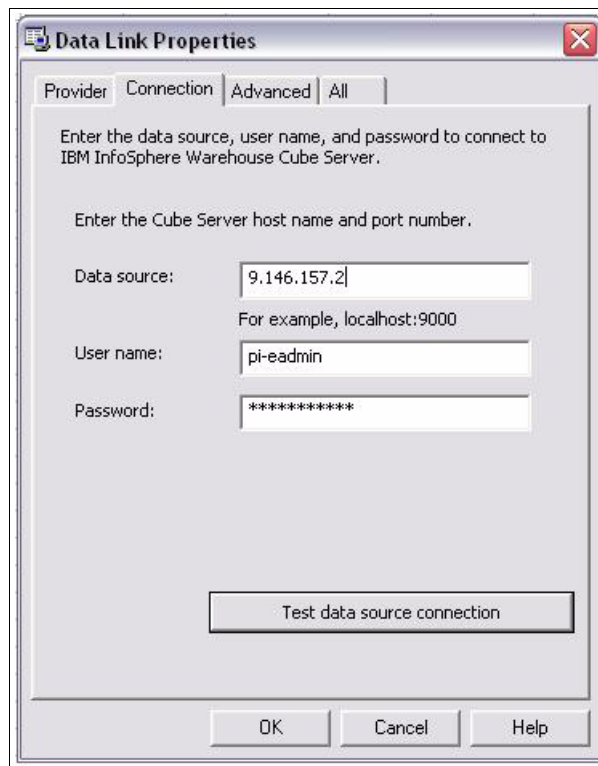 Data Link Properties
Provider Connection Advanced All
Enter the data source, user name, and password to connect to
IBM InfoSphere Warehouse Cube Server.
Enter the Cube Server host name and port number.
Data source: 9.146.157.2
For example, localhost:9000
User name: pi-eadmin
Password: ***********
Test data source connection
OK Cancel Help